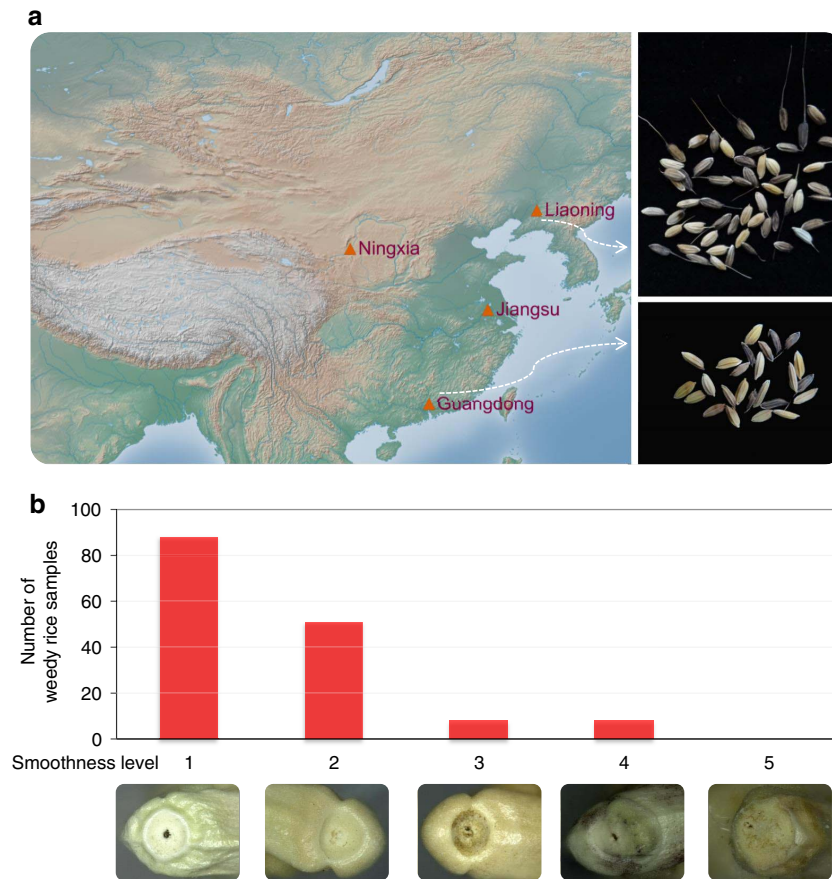 a
Liaoning
Ningxia
Jiangsu
Guangdong
b
100
80
60
40
20
0
Number of
weedy rice samples
Smoothness level 1 2 3 4 5